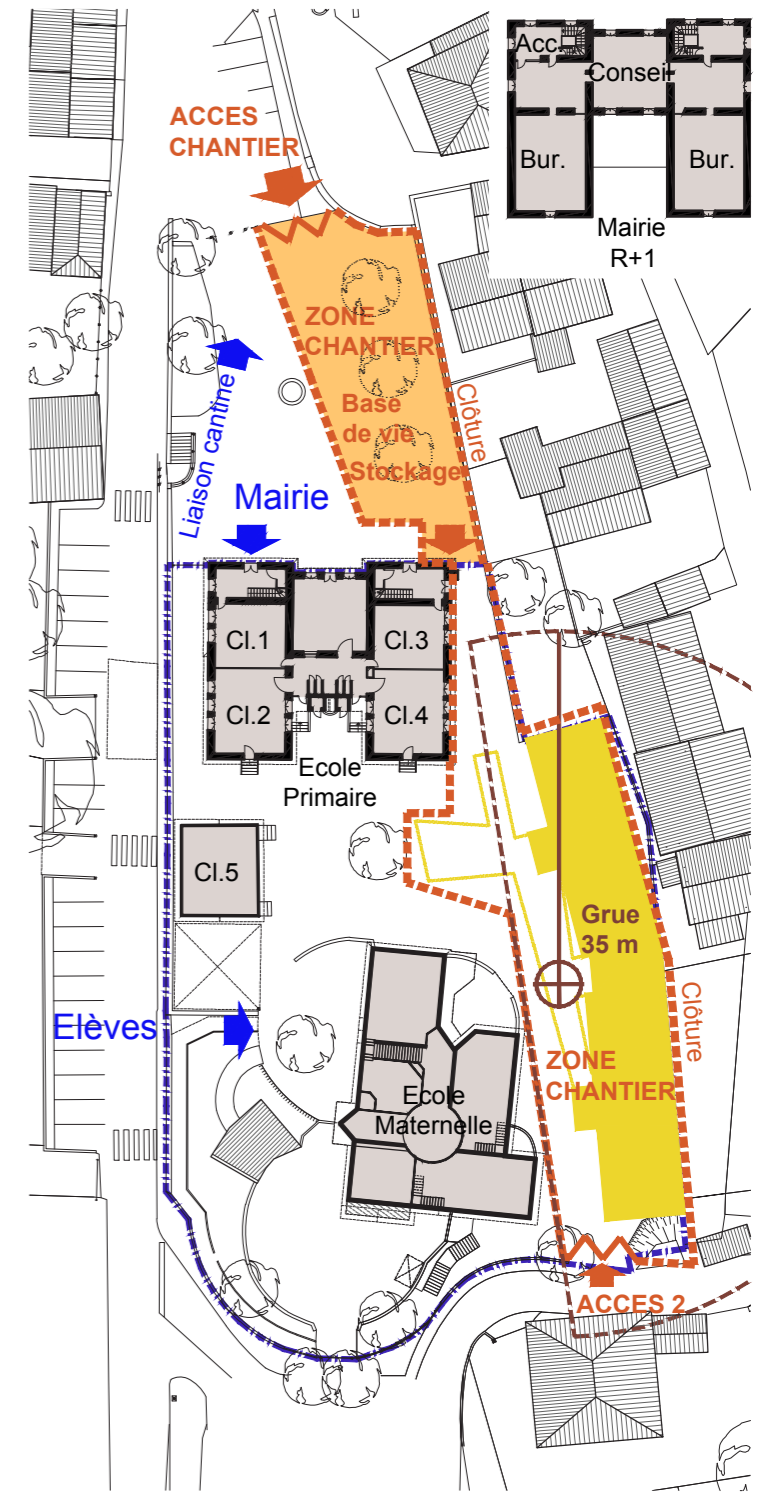 Acc.
Conseil
Bur.
Bur.
Mairie
R+1
ACCES
CHANTIER
ZONE
CHANTIER
Base
de vie
Stockage
Clôture
Liaison cantine
Mairie
Cl.1
Cl.3
Cl.2
Cl.4
Ecole
Primaire
Cl.5
Grue
35 m
Clôture
Elèves
ZONE
CHANTIER
Ecole
Maternelle
ACCES 2